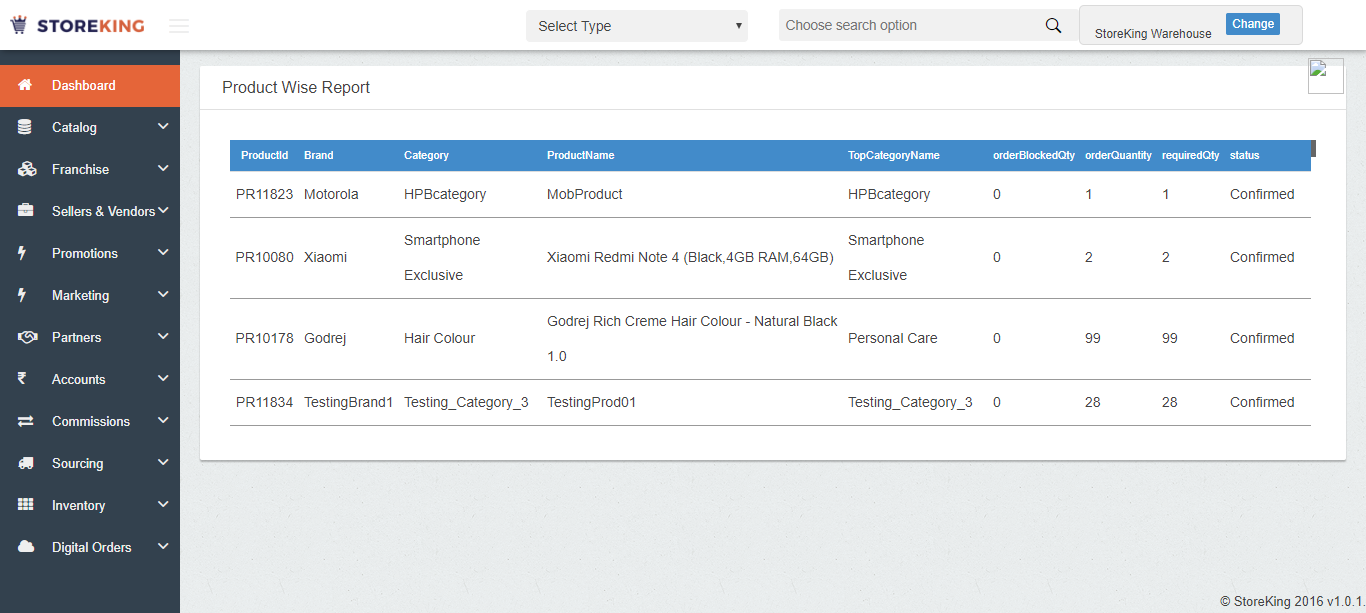 STOREKING
Select Type
Choose search option
StoreKing Warehouse
Change
Dashboard
Catalog
Franchise
Sellers & Vendors
Promotions
Marketing
Partners
Accounts
Commissions
Sourcing
Inventory
Digital Orders
Product Wise Report
ProductId Brand Category ProductName TopCategoryName orderBlockedQty orderQuantity requiredQty status
PR11823 Motorola HPBcategory MobProduct HPBcategory 0 1 1 Confirmed
Smartphone Smartphone
PR10080 Xiaomi Xiaomi Redmi Note 4 (Black,4GB RAM,64GB) 0 2 2 Confirmed
Exclusive Exclusive
Godrej Rich Creme Hair Colour - Natural Black
PR10178 Godrej Hair Colour Personal Care 0 99 99 Confirmed
1.0
PR11834 TestingBrand1 Testing_Category_3 TestingProd01 Testing_Category_3 0 28 28 Confirmed
© StoreKing 2016 v1.0.1.